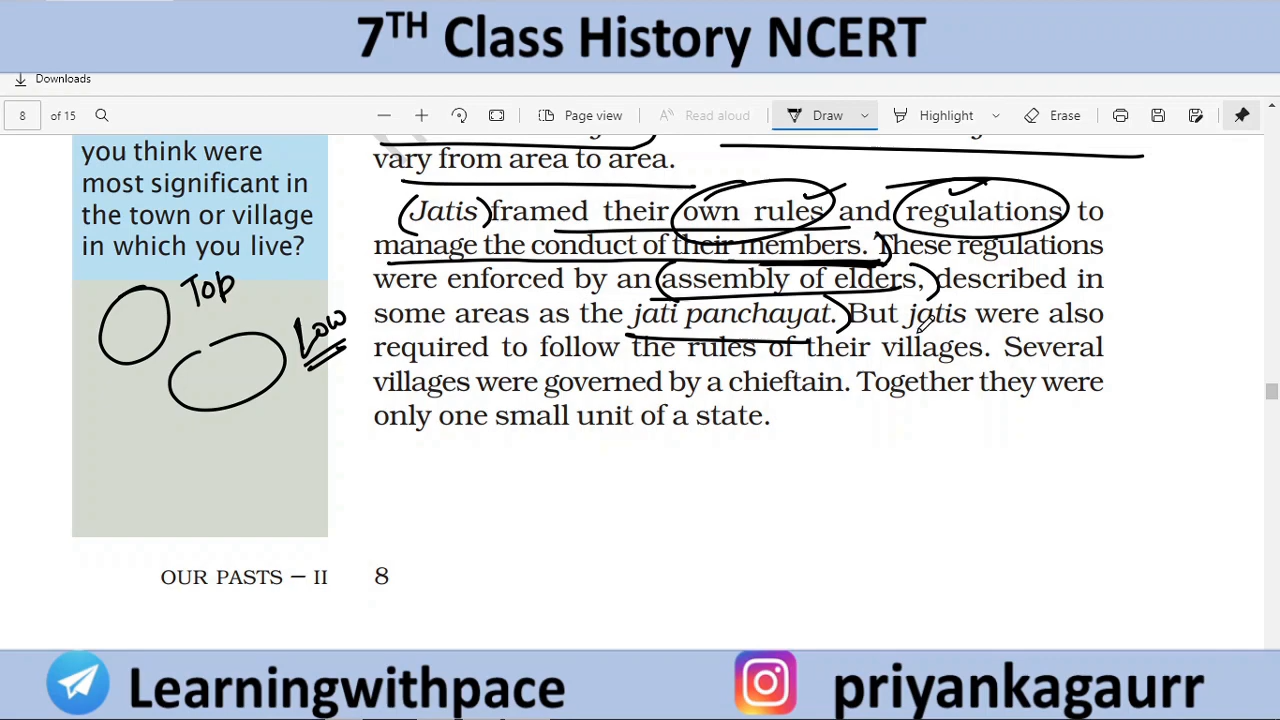 7TH Class History NCERT
Downloads
8 of 15 Page view Read aloud Draw Highlight Erase
you think were
most significant in
the town or village
in which you live?
Top
Low
vary from area to area.
Jatis framed their own rules and regulations to
manage the conduct of their members. These regulations
were enforced by an assembly of elders, described in
some areas as the jati panchayat. But jatis were also
required to follow the rules of their villages. Several
villages were governed by a chieftain. Together they were
only one small unit of a state.
OUR PASTS – II 8
Learningwithpace priyankagaurr